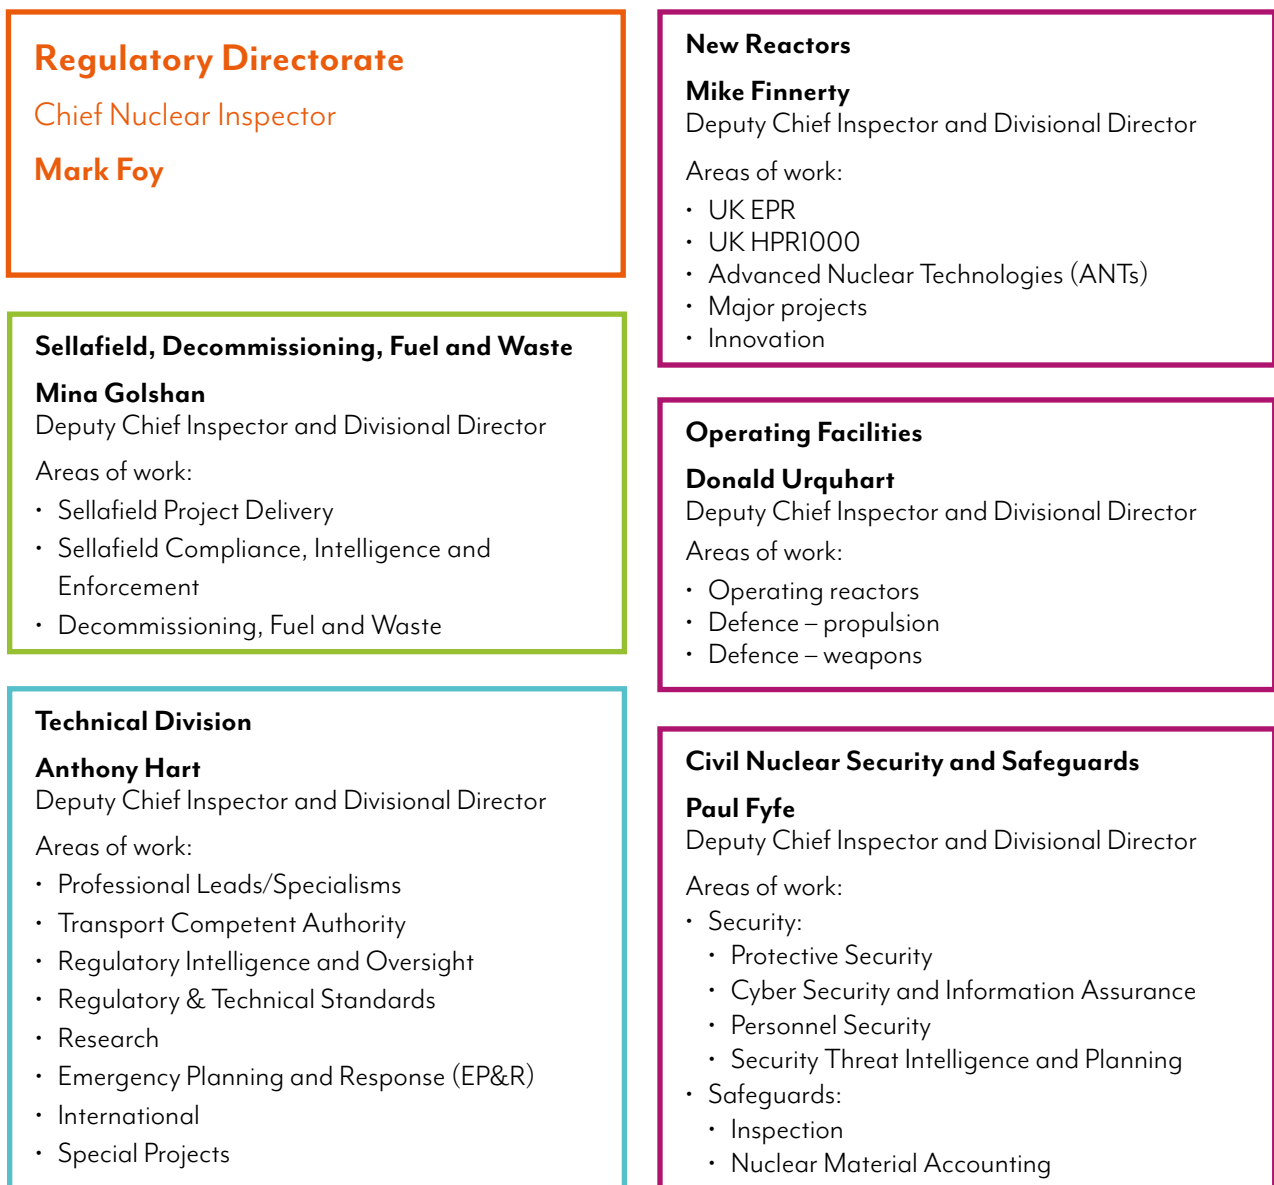 Regulatory Directorate
Chief Nuclear Inspector
Mark Foy
Sellafield, Decommissioning, Fuel and Waste
Mina Golshan
Deputy Chief Inspector and Divisional Director
Areas of work:
• Sellafield Project Delivery
• Sellafield Compliance, Intelligence and
Enforcement
• Decommissioning, Fuel and Waste
Technical Division
Anthony Hart
Deputy Chief Inspector and Divisional Director
Areas of work:
• Professional Leads/Specialisms
• Transport Competent Authority
• Regulatory Intelligence and Oversight
• Regulatory & Technical Standards
• Research
• Emergency Planning and Response (EP&R)
• International
• Special Projects
New Reactors
Mike Finnerty
Deputy Chief Inspector and Divisional Director
Areas of work:
• UK EPR
• UK HPR1000
• Advanced Nuclear Technologies (ANTs)
• Major projects
• Innovation
Operating Facilities
Donald Urquhart
Deputy Chief Inspector and Divisional Director
Areas of work:
• Operating reactors
• Defence – propulsion
• Defence – weapons
Civil Nuclear Security and Safeguards
Paul Fyfe
Deputy Chief Inspector and Divisional Director
Areas of work:
• Security:
• Protective Security
• Cyber Security and Information Assurance
• Personnel Security
• Security Threat Intelligence and Planning
• Safeguards:
• Inspection
• Nuclear Material Accounting